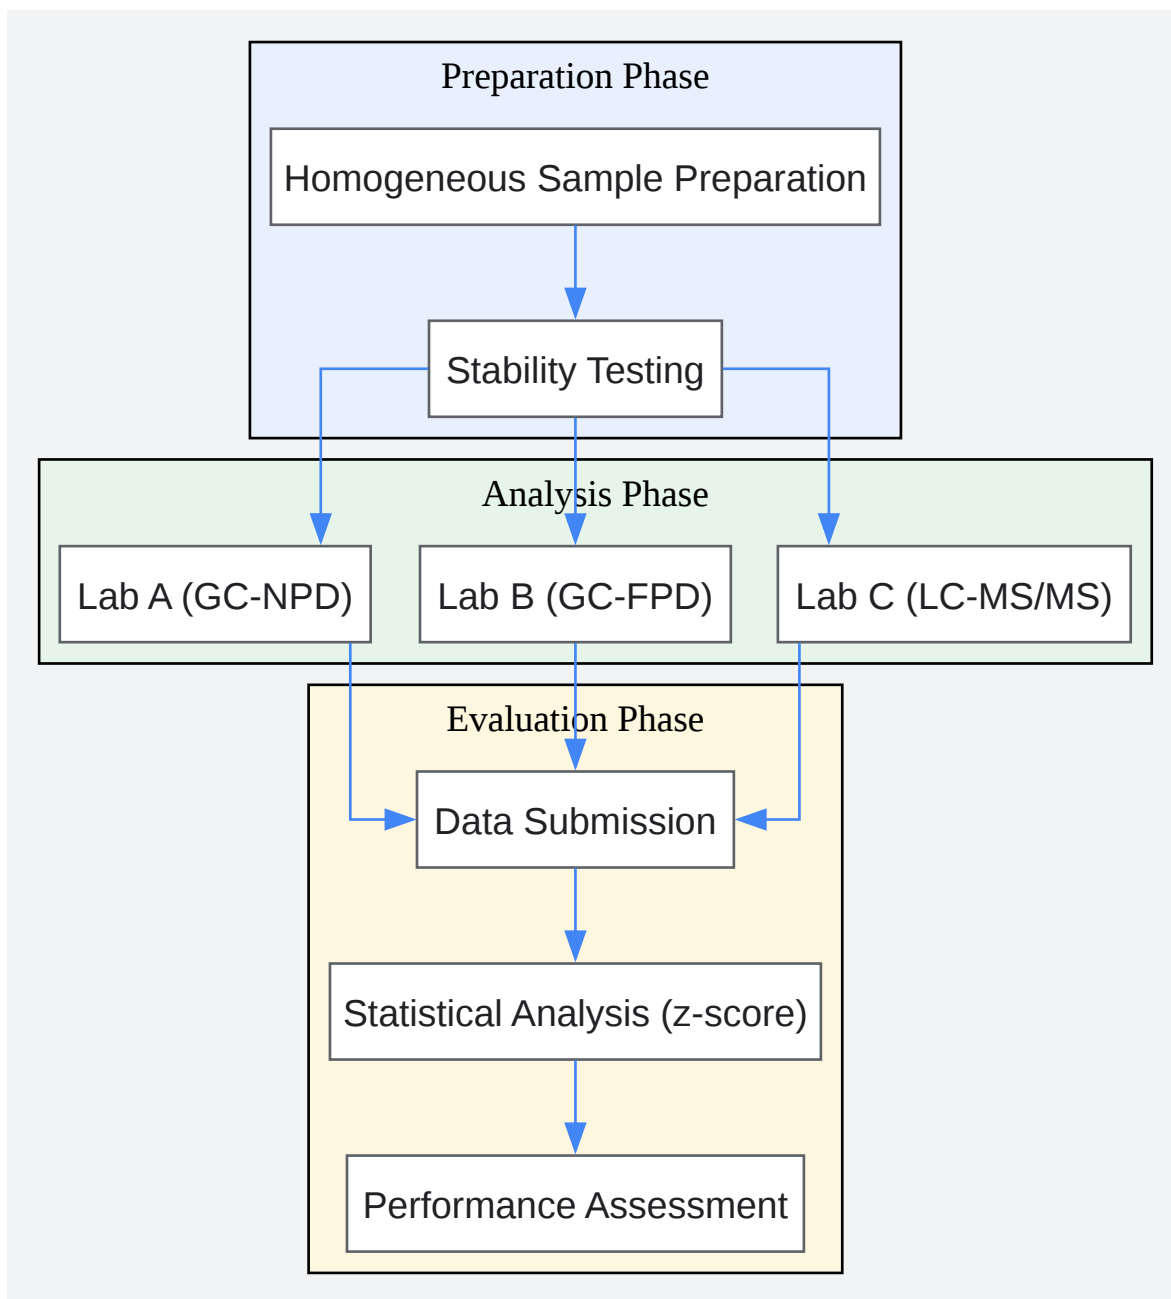 Preparation Phase
Homogeneous Sample Preparation
Stability Testing
Analysis Phase
Lab A (GC-NPD)
Lab B (GC-FPD)
Lab C (LC-MS/MS)
Evaluation Phase
Data Submission
Statistical Analysis (z-score)
Performance Assessment